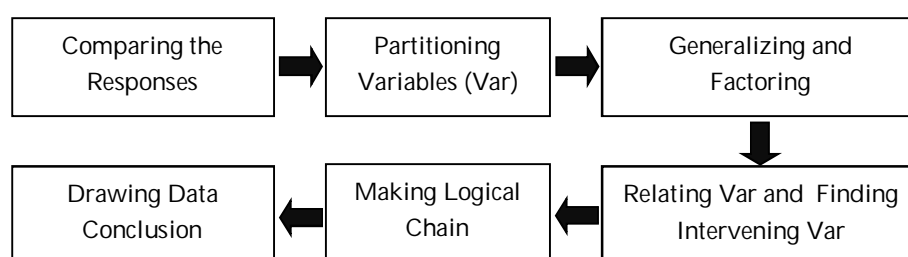 Comparing the
Responses
Partitioning
Variables (Var)
Generalizing and
Factoring
Relating Var and Finding
Intervening Var
Making Logical
Chain
Drawing Data
Conclusion